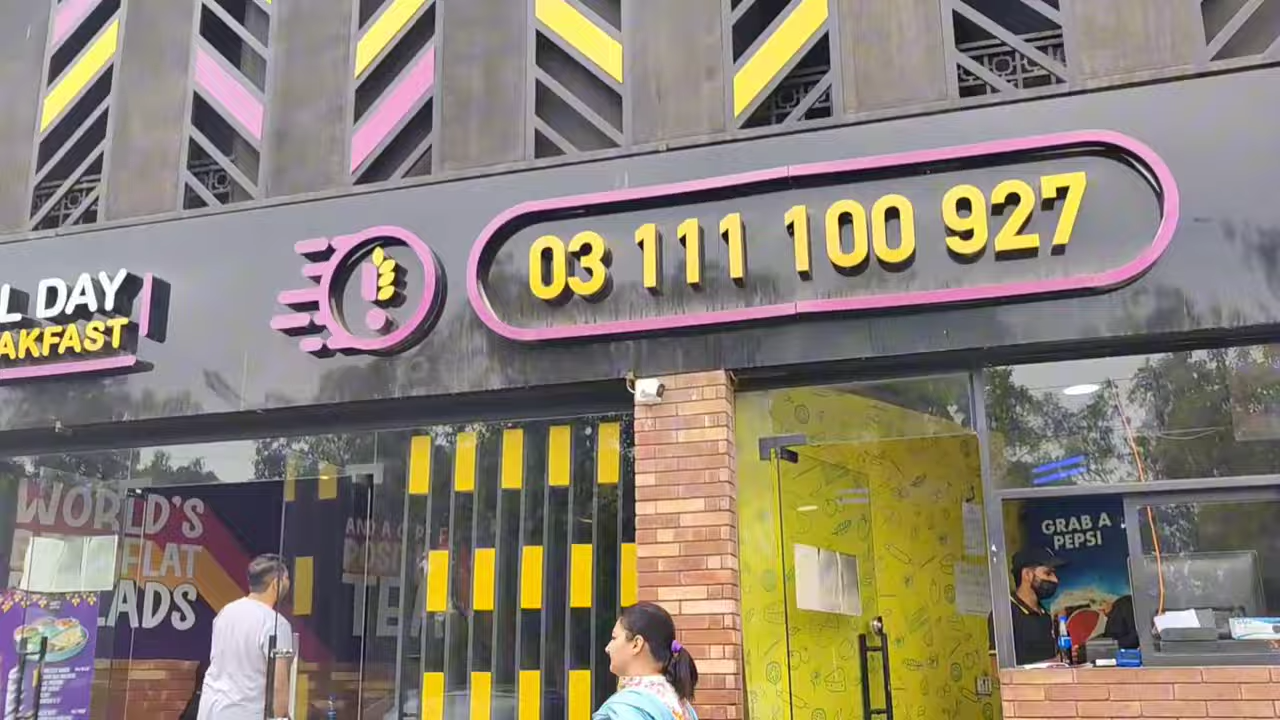 L DAY
AKFAST
03 111 100 927
WORLD'S
FLAT
ADS
GRAB A
PEPSI